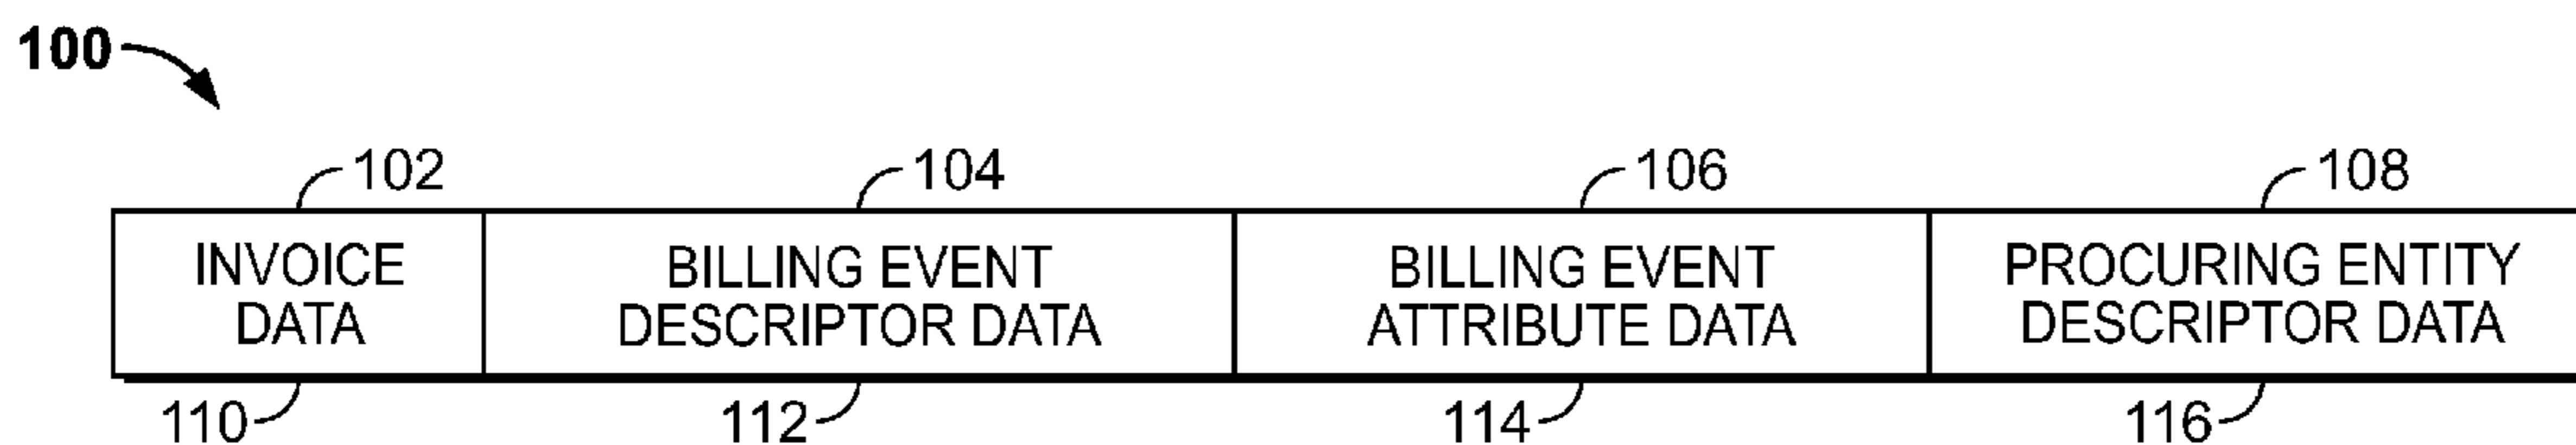 100
102
104
106
108
INVOICE
DATA
BILLING EVENT
DESCRIPTOR DATA
BILLING EVENT
ATTRIBUTE DATA
PROCURING ENTITY
DESCRIPTOR DATA
110
112
114
116